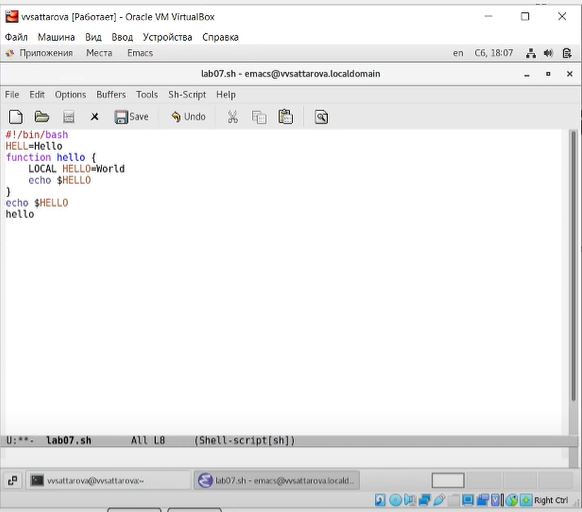 vvsattarova [Работает] - Oracle VM VirtualBox
Файл Машина Вид Ввод Устройства Справка
Приложения Места Emacs en Сб, 18:07
lab07.sh - emacs@vvsattarova.localdomain
File Edit Options Buffers Tools Sh-Script Help
Save Undo
#!/bin/bash
HELL=Hello
function hello {
LOCAL HELLO=World
echo $HELLO
}
echo $HELLO
hello
U:**- lab07.sh All L8 (Shell-script[sh])
vvsattarova@vvsattarova:~ lab07.sh - emacs@vvsattarova.locald...
Right Ctrl